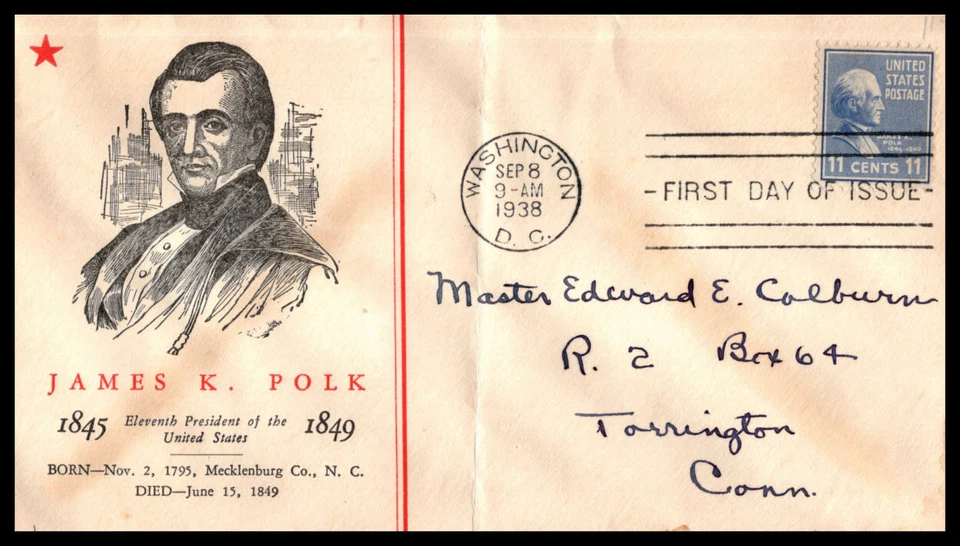 JAMES K. POLK
1845 Eleventh President of the United States 1849
BORN—Nov. 2, 1795, Mecklenburg Co., N. C.
DIED—June 15, 1849
WASHINGTON
SEP 8
9-AM
1938
D. C.
UNITED
STATES
POSTAGE
POLK
11 CENTS 11
-FIRST DAY OF ISSUE-
Master Edward E. Colburn
R. 2 Box 64
Torrington
Conn.